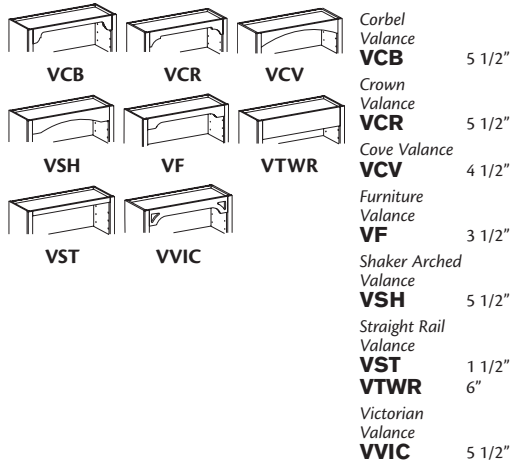 VCB VCR VCV
VSH VF VTWR
VST VVIC
Corbel
Valance
VCB 5 1/2”
Crown
Valance
VCR 5 1/2”
Cove Valance
VCV 4 1/2”
Furniture
Valance
VF 3 1/2”
Shaker Arched
Valance
VSH 5 1/2”
Straight Rail
Valance
VST 1 1/2”
VTWR 6”
Victorian
Valance
VVIC 5 1/2”